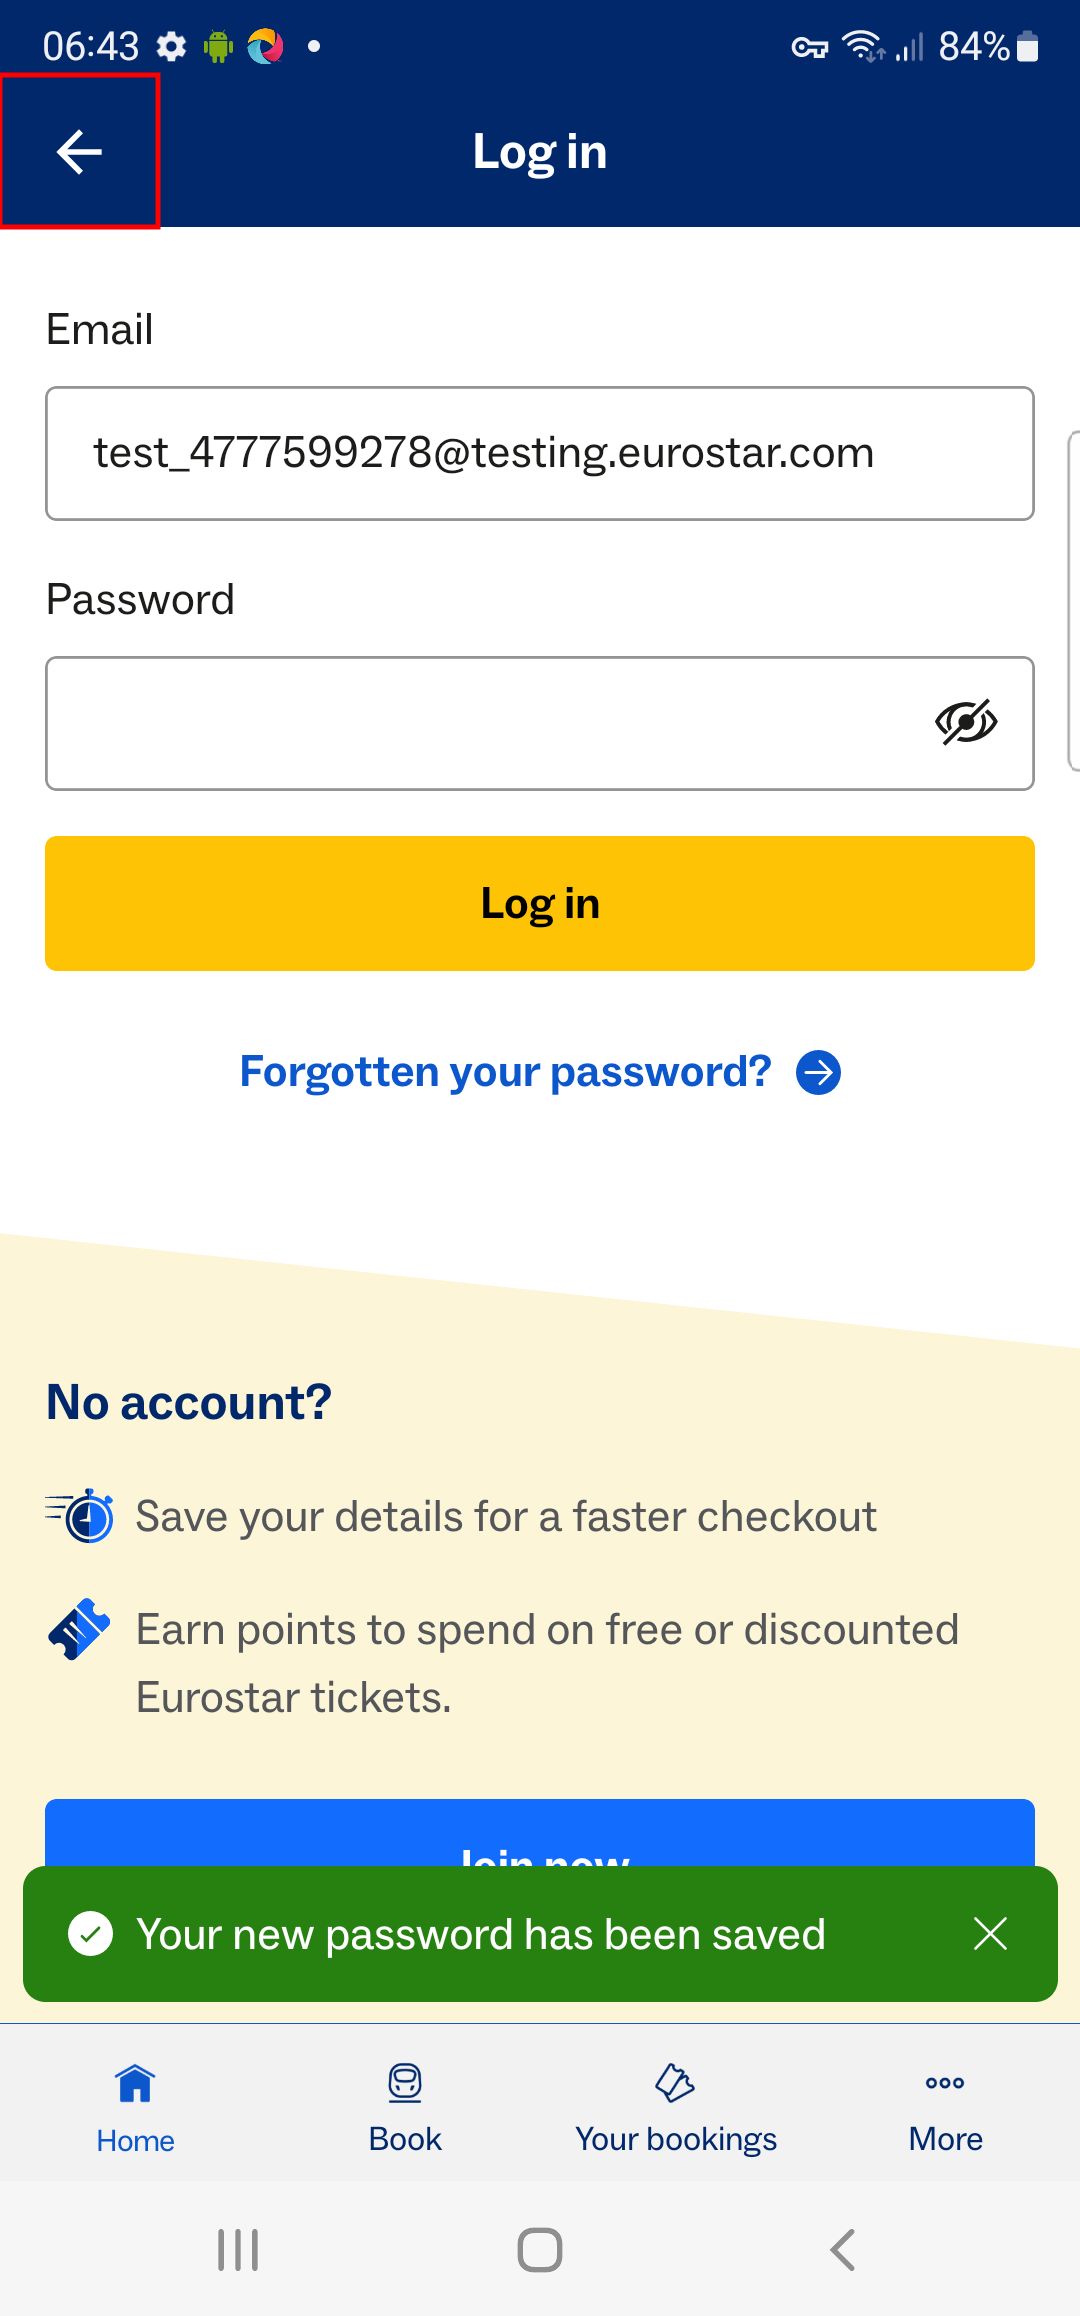 06:43
84%
Log in
Email
test_4777599278@testing.eurostar.com
Password
Log in
Forgotten your password?
No account?
Save your details for a faster checkout
Earn points to spend on free or discounted
Eurostar tickets.
Join now
Your new password has been saved
Home
Book
Your bookings
More